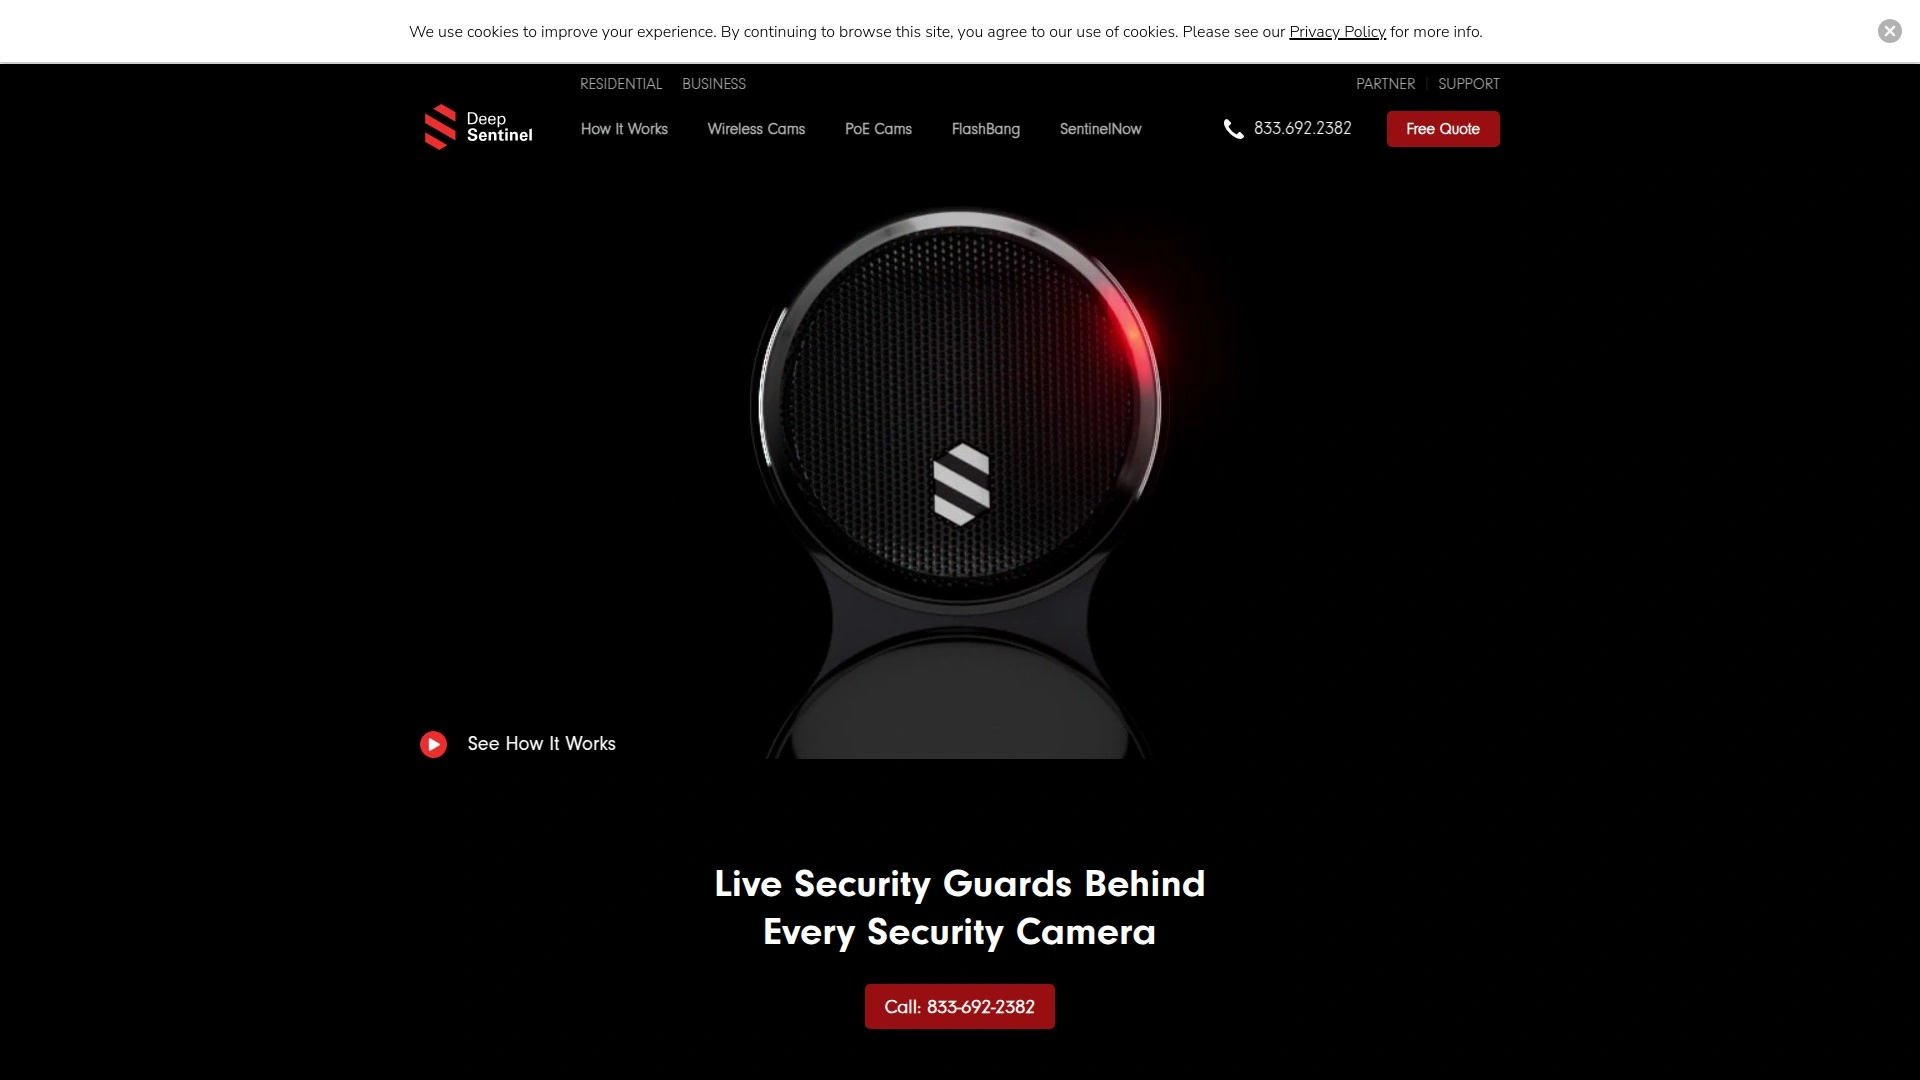 We use cookies to improve your experience. By continuing to browse this site, you agree to our use of cookies. Please see our Privacy Policy for more info.
RESIDENTIAL BUSINESS PARTNER SUPPORT
Deep
Sentinel
How It Works Wireless Cams PoE Cams FlashBang SentinelNow 833.692.2382 Free Quote
See How It Works
Live Security Guards Behind
Every Security Camera
Call: 833-692-2382